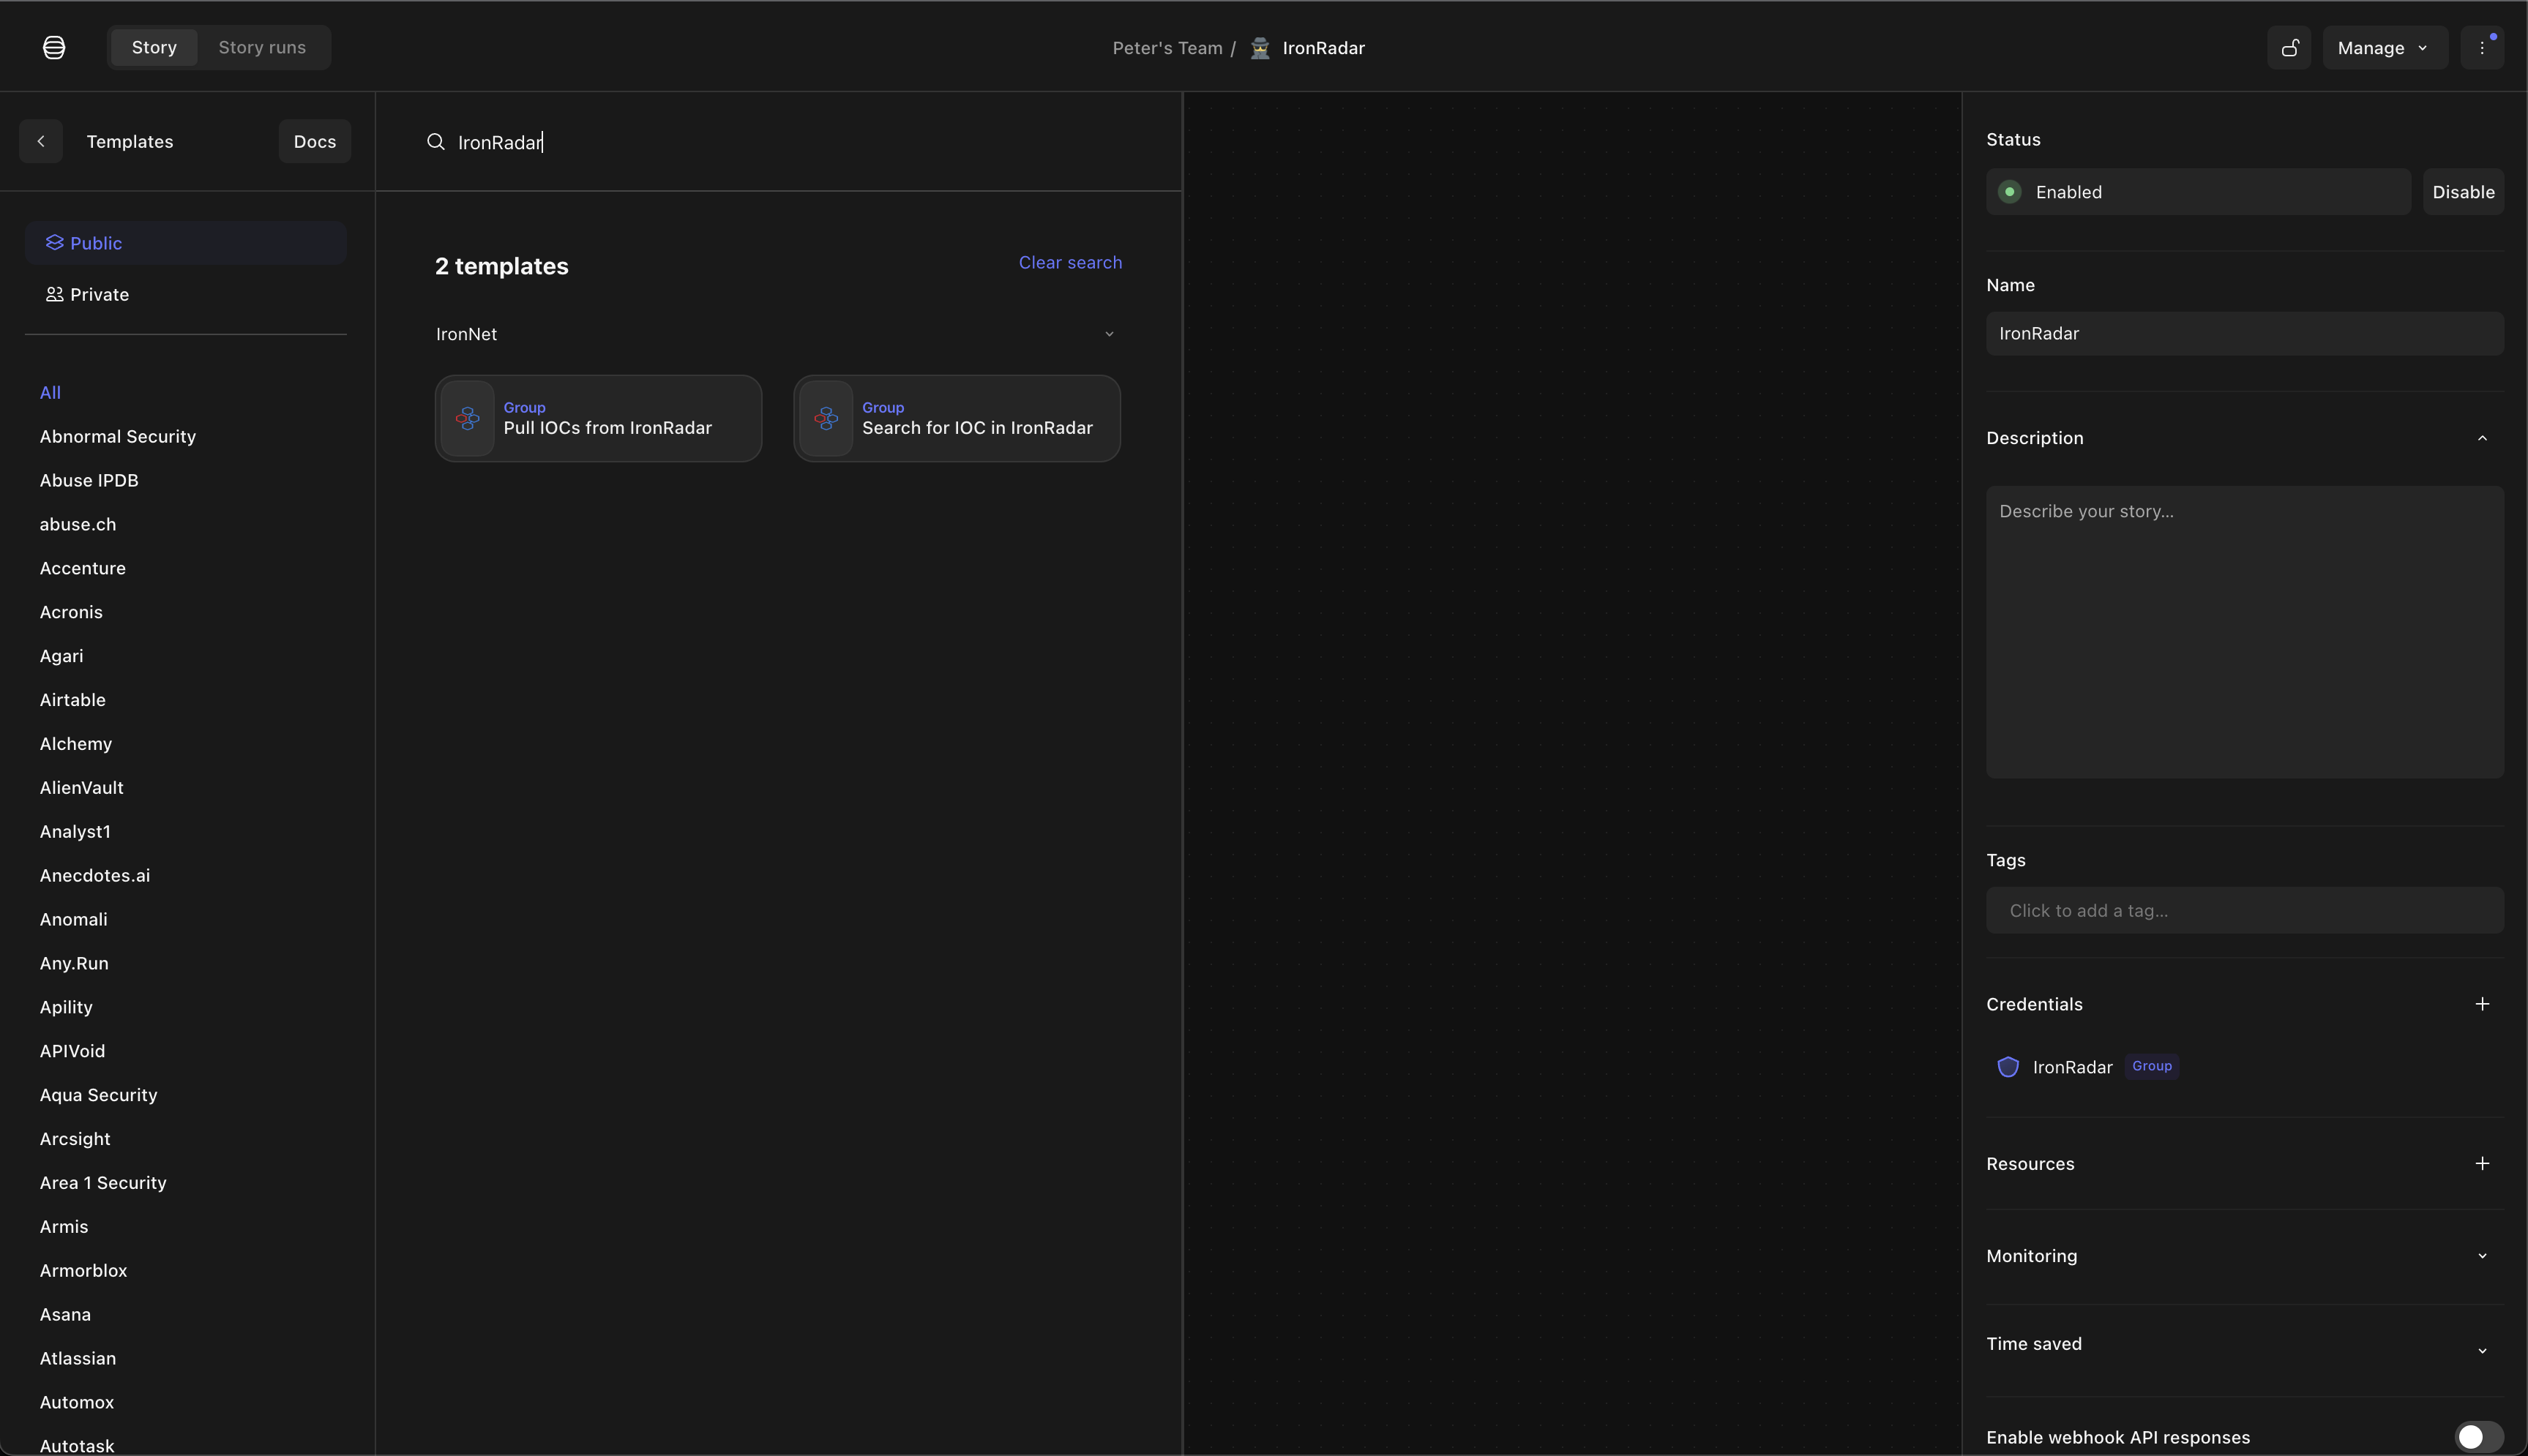 Story
Story runs
Peter's Team / IronRadar
Manage
Templates
Docs
Public
Private
All
Abnormal Security
Abuse IPDB
abuse.ch
Accenture
Acronis
Agari
Airtable
Alchemy
AlienVault
Analyst1
Anecdotes.ai
Anomali
Any.Run
Apility
APIVoid
Aqua Security
Arcsight
Area 1 Security
Armis
Armorblox
Asana
Atlassian
Automox
Autotask
IronRadar
2 templates
Clear search
IronNet
Group
Pull IOCs from IronRadar
Group
Search for IOC in IronRadar
Status
Enabled
Disable
Name
IronRadar
Description
Describe your story...
Tags
Click to add a tag...
Credentials
IronRadar Group
Resources
Monitoring
Time saved
Enable webhook API responses